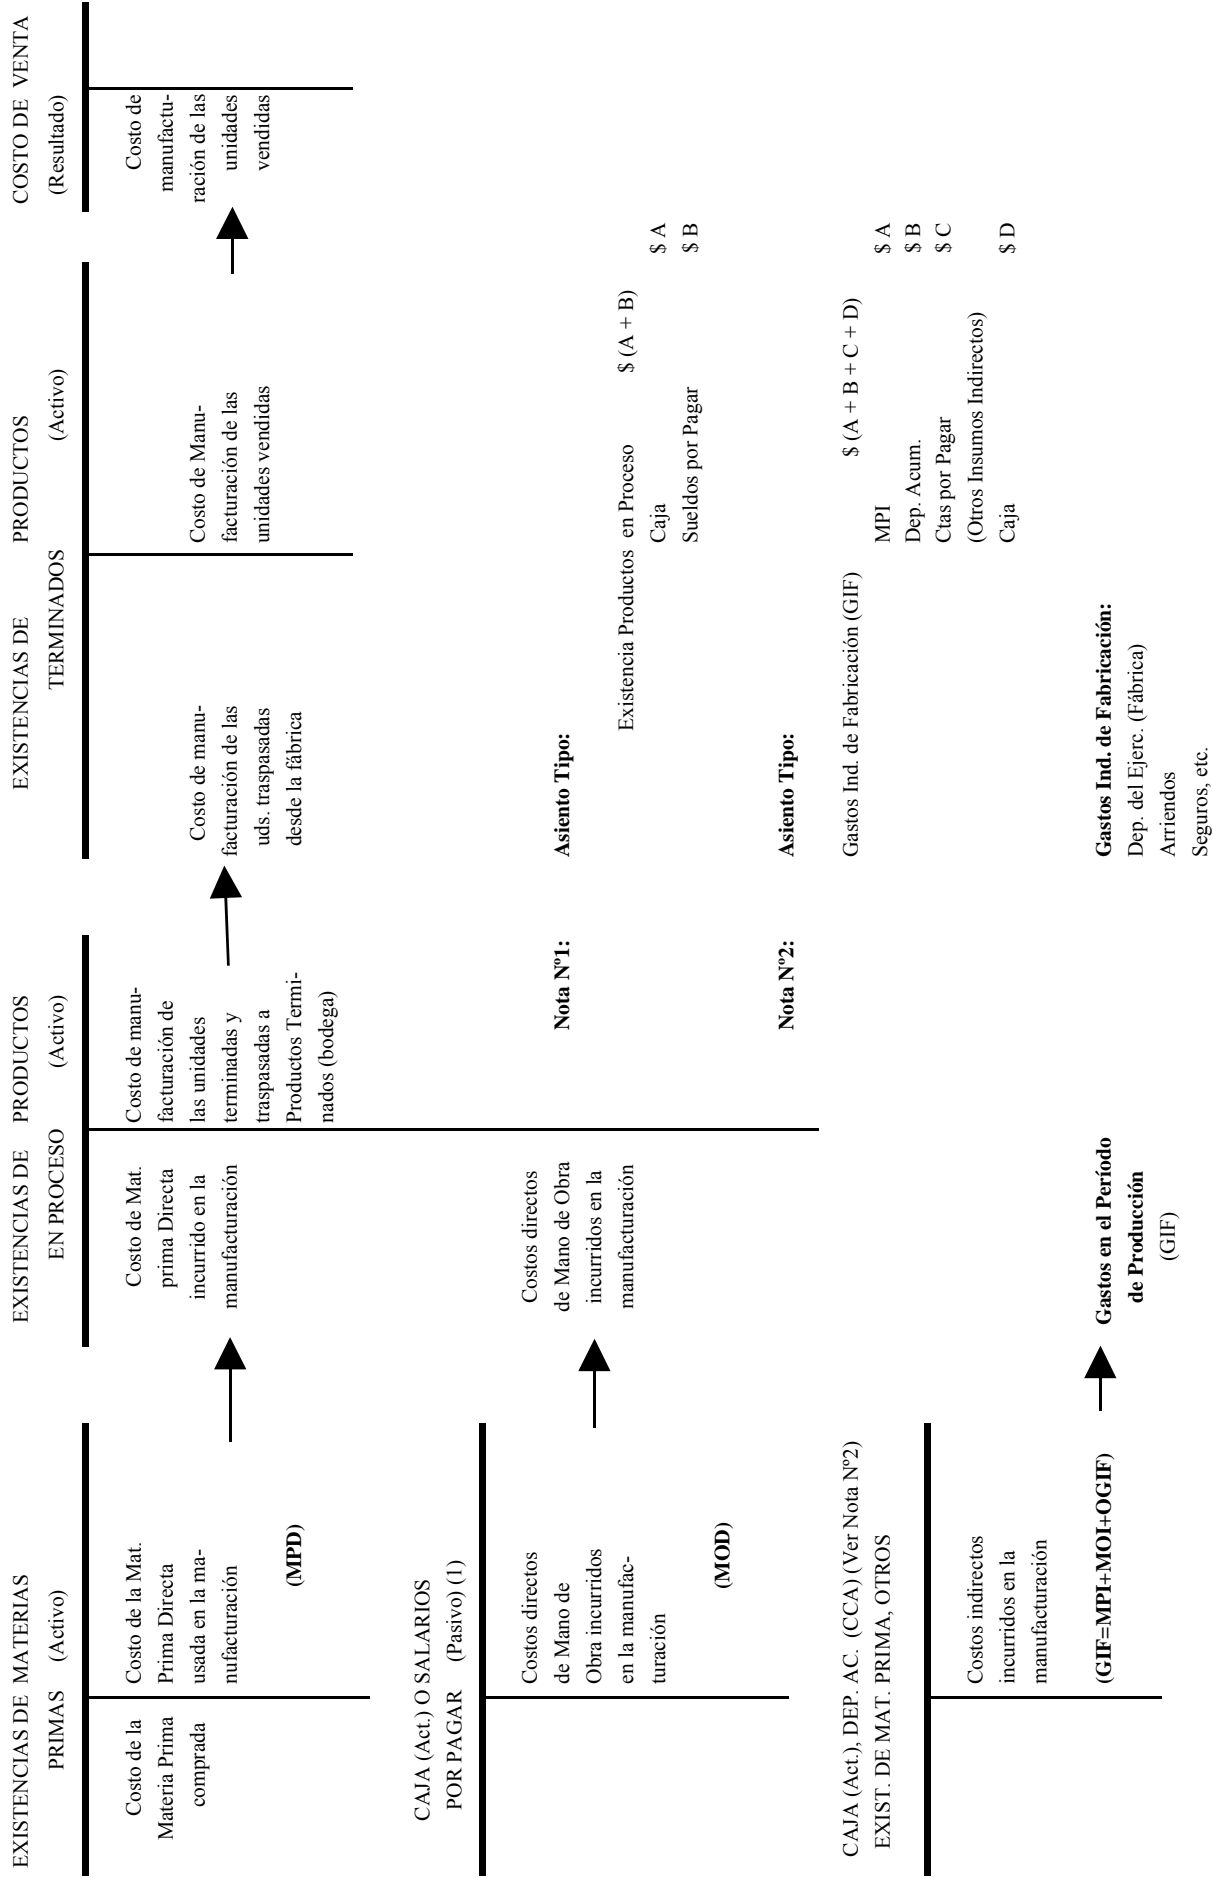 EXISTENCIAS DE MATERIAS
PRIMAS (Activo)
Costo de la
Materia Prima
comprada
Costo de la Mat.
Prima Directa
usada en la ma-
nufacturación
(MPD)
EXISTENCIAS DE PRODUCTOS
EN PROCESO (Activo)
Costo de Mat.
prima Directa
incurrido en la
manufacturación
Costo de manu-
facturación de
las unidades
terminadas y
traspasadas a
Productos Termi-
nados (bodega)
EXISTENCIAS DE PRODUCTOS
TERMINADOS (Activo)
Costo de manu-
facturación de las
uds. traspasadas
desde la fábrica
Costo de Manu-
facturación de las
unidades vendidas
COSTO DE VENTA
(Resultado)
Costo de
manufactu-
ración de las
unidades
vendidas
CAJA (Act.) O SALARIOS
POR PAGAR (Pasivo) (1)
Costos directos
de Mano de
Obra incurridos
en la manufac-
turación
(MOD)
Costos directos
de Mano de Obra
incurridos en la
manufacturación
Nota Nº1: Asiento Tipo:
Existencia Productos en Proceso $ (A + B)
Caja $ A
Sueldos por Pagar $ B
Nota Nº2: Asiento Tipo:
Gastos Ind. de Fabricación (GIF) $ (A + B + C + D)
MPI $ A
Dep. Acum. $ B
Ctas por Pagar $ C
(Otros Insumos Indirectos)
Caja $ D
CAJA (Act.), DEP. AC. (CCA) (Ver Nota Nº2)
EXIST. DE MAT. PRIMA, OTROS
Costos indirectos
incurridos en la
manufacturación
(GIF=MPI+MOI+OGIF)
Gastos en el Período
de Producción
(GIF)
Gastos Ind. de Fabricación:
Dep. del Ejerc. (Fábrica)
Arriendos
Seguros, etc.